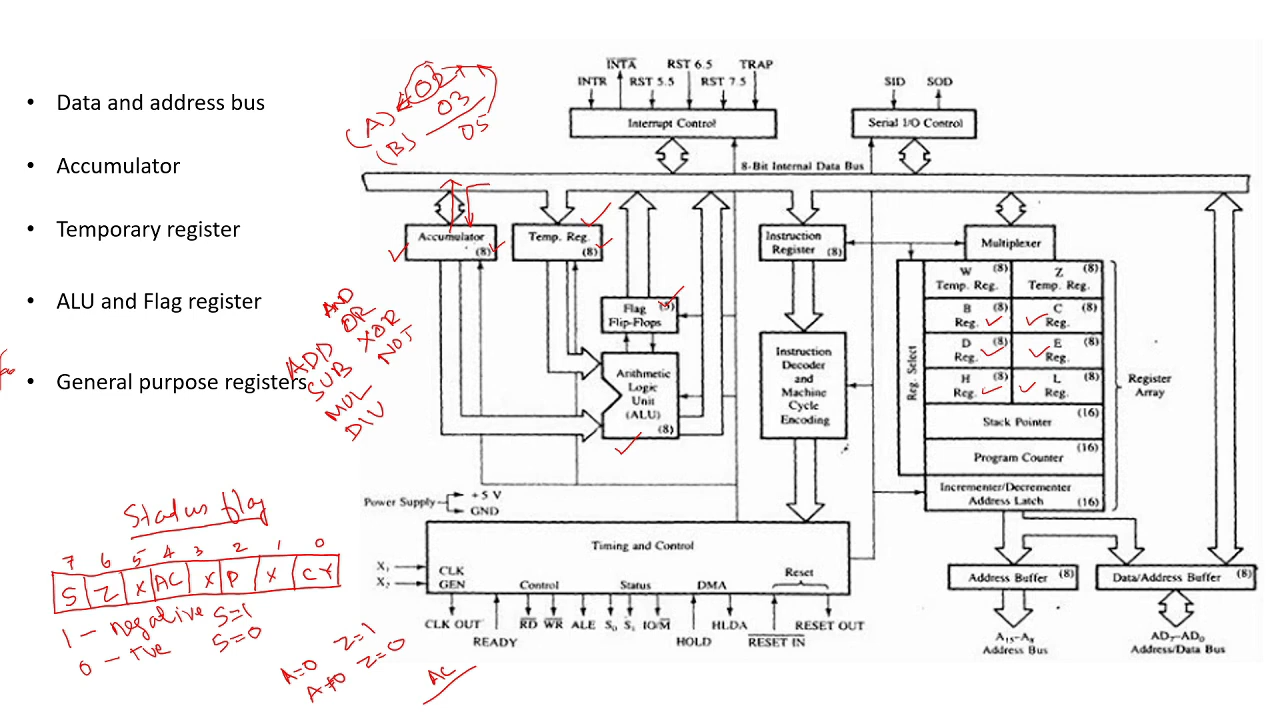 • Data and address bus
• Accumulator
• Temporary register
• ALU and Flag register
• General purpose registers
(A)
(B) 03
05
AND
OR
XOR
NOT
ADD
SUB
MUL
DIV
Status flag
7 6 5 4 3 2 1 0
S Z X AC X P X CY
1 - negative S=1
0 - +ve S=0
A=0 Z=1
A≠0 Z=0
AC
INTA
RST 6.5
TRAP
INTR
RST 5.5
RST 7.5
SID
SOD
Interrupt Control
Serial I/O Control
8-Bit Internal Data Bus
Accumulator
(8)
Temp. Reg.
(8)
Instruction
Register (8)
Multiplexer
Flag (5)
Flip-Flops
Arithmetic
Logic
Unit
(ALU)
(8)
Instruction
Decoder
and
Machine
Cycle
Encoding
Reg. Select
W (8)
Temp. Reg.
Z (8)
Temp. Reg.
B (8)
Reg.
C (8)
Reg.
D (8)
Reg.
E (8)
Reg.
H (8)
Reg.
L (8)
Reg.
Stack Pointer (16)
Program Counter (16)
Incrementer/Decrementer
Address Latch (16)
Register
Array
Power Supply
+5 V
GND
Timing and Control
X₁
X₂
CLK
GEN
Control
Status
DMA
Reset
CLK OUT
READY
RD
WR
ALE
S₀
S₁
IO/M
HOLD
HLDA
RESET IN
RESET OUT
Address Buffer (8)
Data/Address Buffer (8)
A₁₅-A₈
Address Bus
AD₇-AD₀
Address/Data Bus